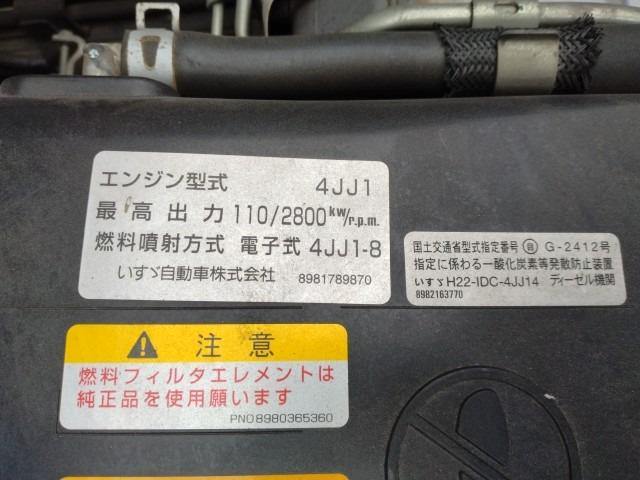 エンジン型式 4JJ1
最高出力 110/2800 kW/r.p.m.
燃料噴射方式 電子式 4JJ1-8
いすゞ自動車株式会社 8981789870
国土交通省型式指定番号 自 G-2412号
指定に係わる一酸化炭素等発散防止装置
いすゞH22-IDC-4JJ14 ディーゼル機関
8982163770
注意
燃料フィルタエレメントは
純正品を使用願います
PNO8980365360